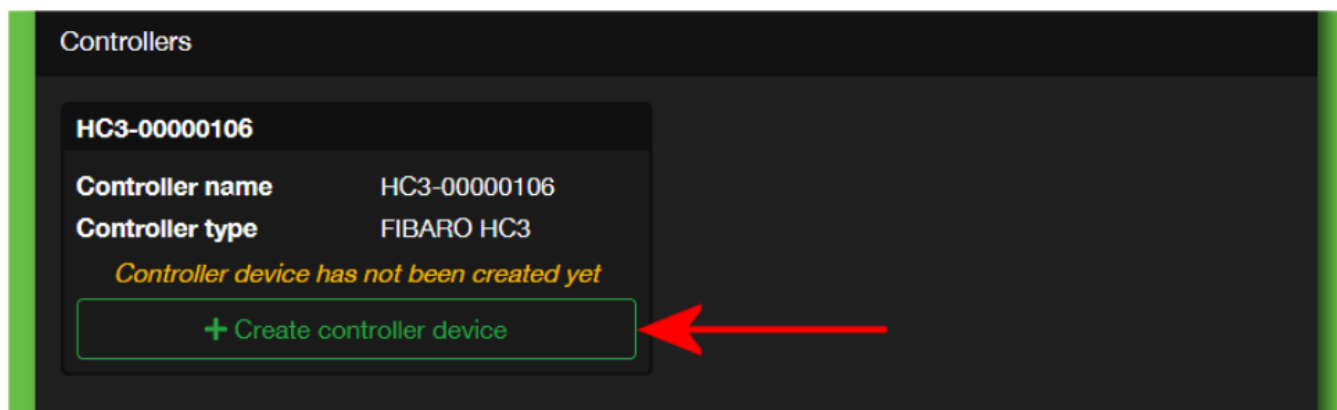 Controllers
HC3-00000106
Controller name HC3-00000106
Controller type FIBARO HC3
Controller device has not been created yet
+ Create controller device